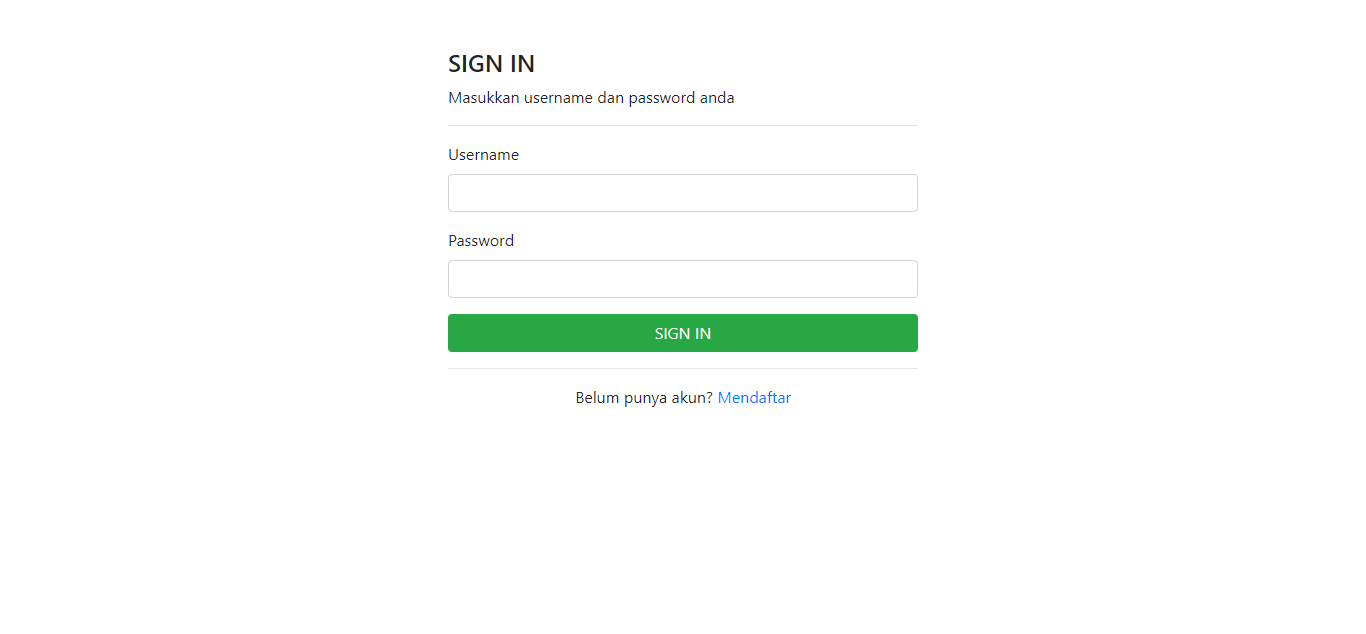 SIGN IN
Masukkan username dan password anda
Username
Password
SIGN IN
Belum punya akun? Mendaftar